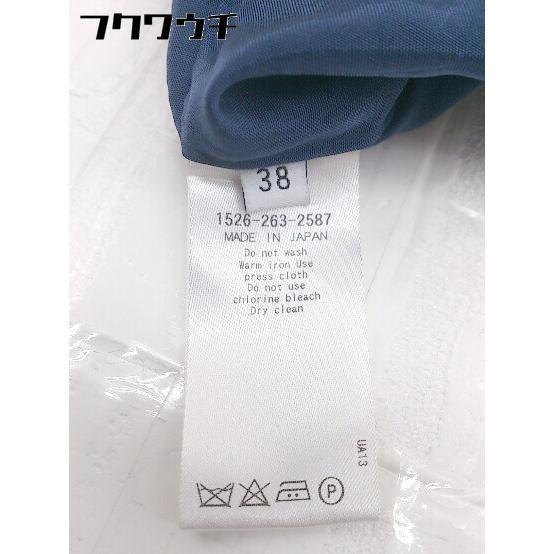 フクワウチ
38
1526-263-2587
MADE IN JAPAN
Do not wash
Warm iron Use
press cloth
Do not use
chlorine bleach
Dry clean
UA13
P